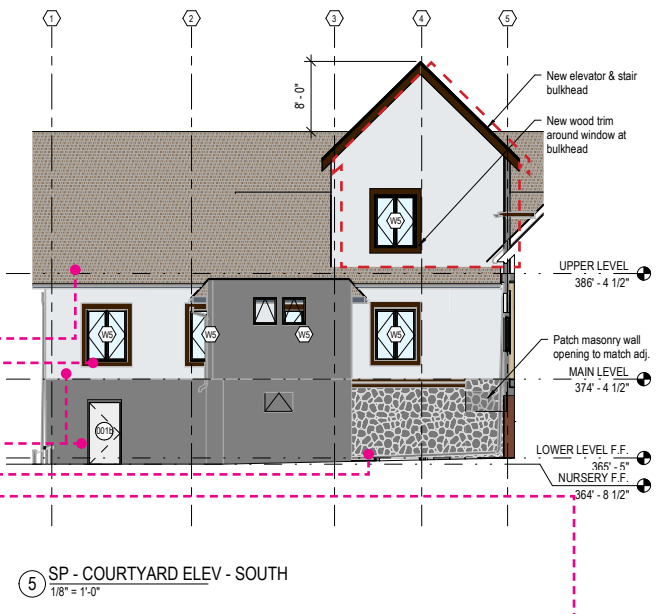 1
2
3
4
5
8' - 0"
New elevator & stair
bulkhead
New wood trim
around window at
bulkhead
W5
UPPER LEVEL
386' - 4 1/2"
W5
W5
W5
W5
Patch masonry wall
opening to match adj.
MAIN LEVEL
374' - 4 1/2"
001b
LOWER LEVEL F.F.
365' - 5"
NURSERY F.F.
364' - 8 1/2"
5
SP - COURTYARD ELEV - SOUTH
1/8" = 1'-0"